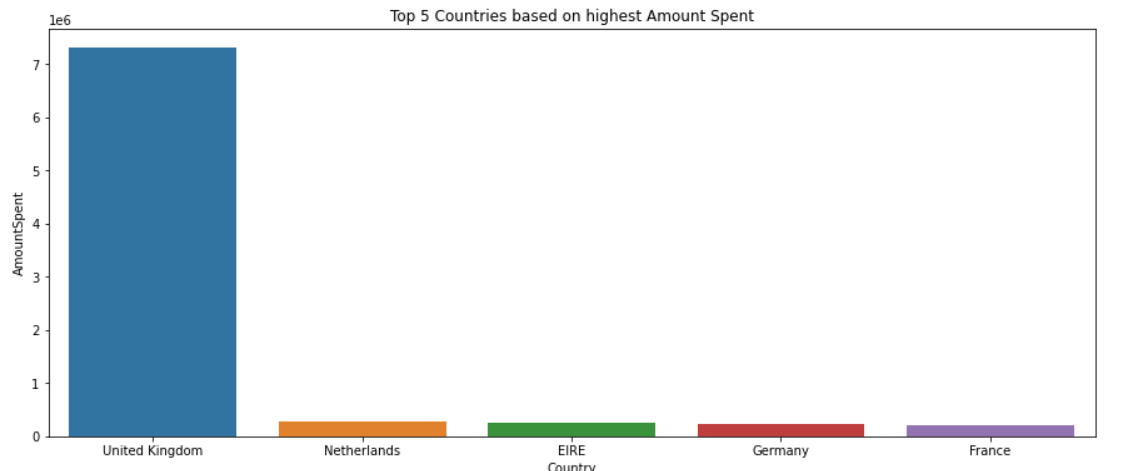 Top 5 Countries based on highest Amount Spent
1e6
7
6
5
4
3
2
1
0
AmountSpent
United Kingdom
Netherlands
EIRE
Germany
France
Country